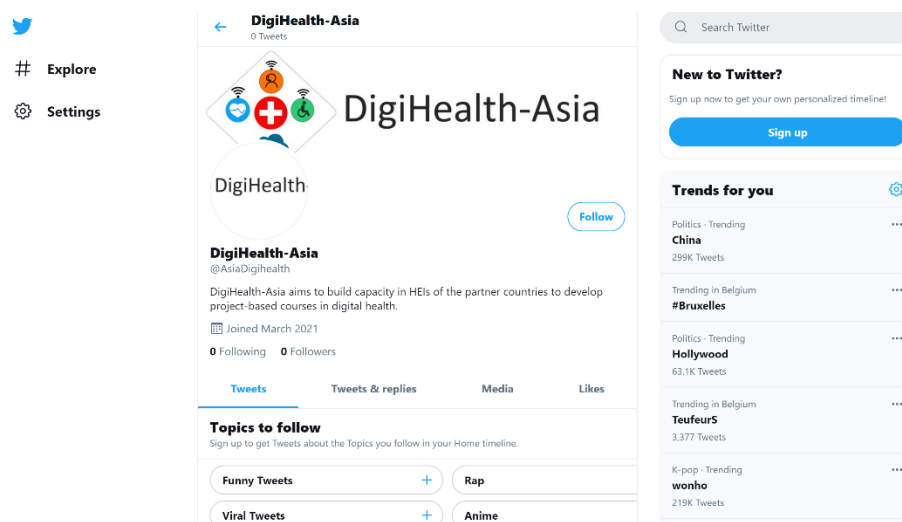 Explore
Settings
DigiHealth-Asia
0 Tweets
DigiHealth-Asia
DigiHealth-
Follow
DigiHealth-Asia
@AsiaDigihealth
DigiHealth-Asia aims to build capacity in HEIs of the partner countries to develop
project-based courses in digital health.
Joined March 2021
0 Following 0 Followers
Tweets Tweets & replies Media Likes
Topics to follow
Sign up to get Tweets about the Topics you follow in your Home timeline.
Funny Tweets + Rap
Viral Tweets + Anime
Search Twitter
New to Twitter?
Sign up now to get your own personalized timeline!
Sign up
Trends for you
Politics · Trending
China
299K Tweets
Trending in Belgium
#Bruxelles
Politics · Trending
Hollywood
63.1K Tweets
Trending in Belgium
TeufeurS
3,377 Tweets
K-pop · Trending
wonho
219K Tweets